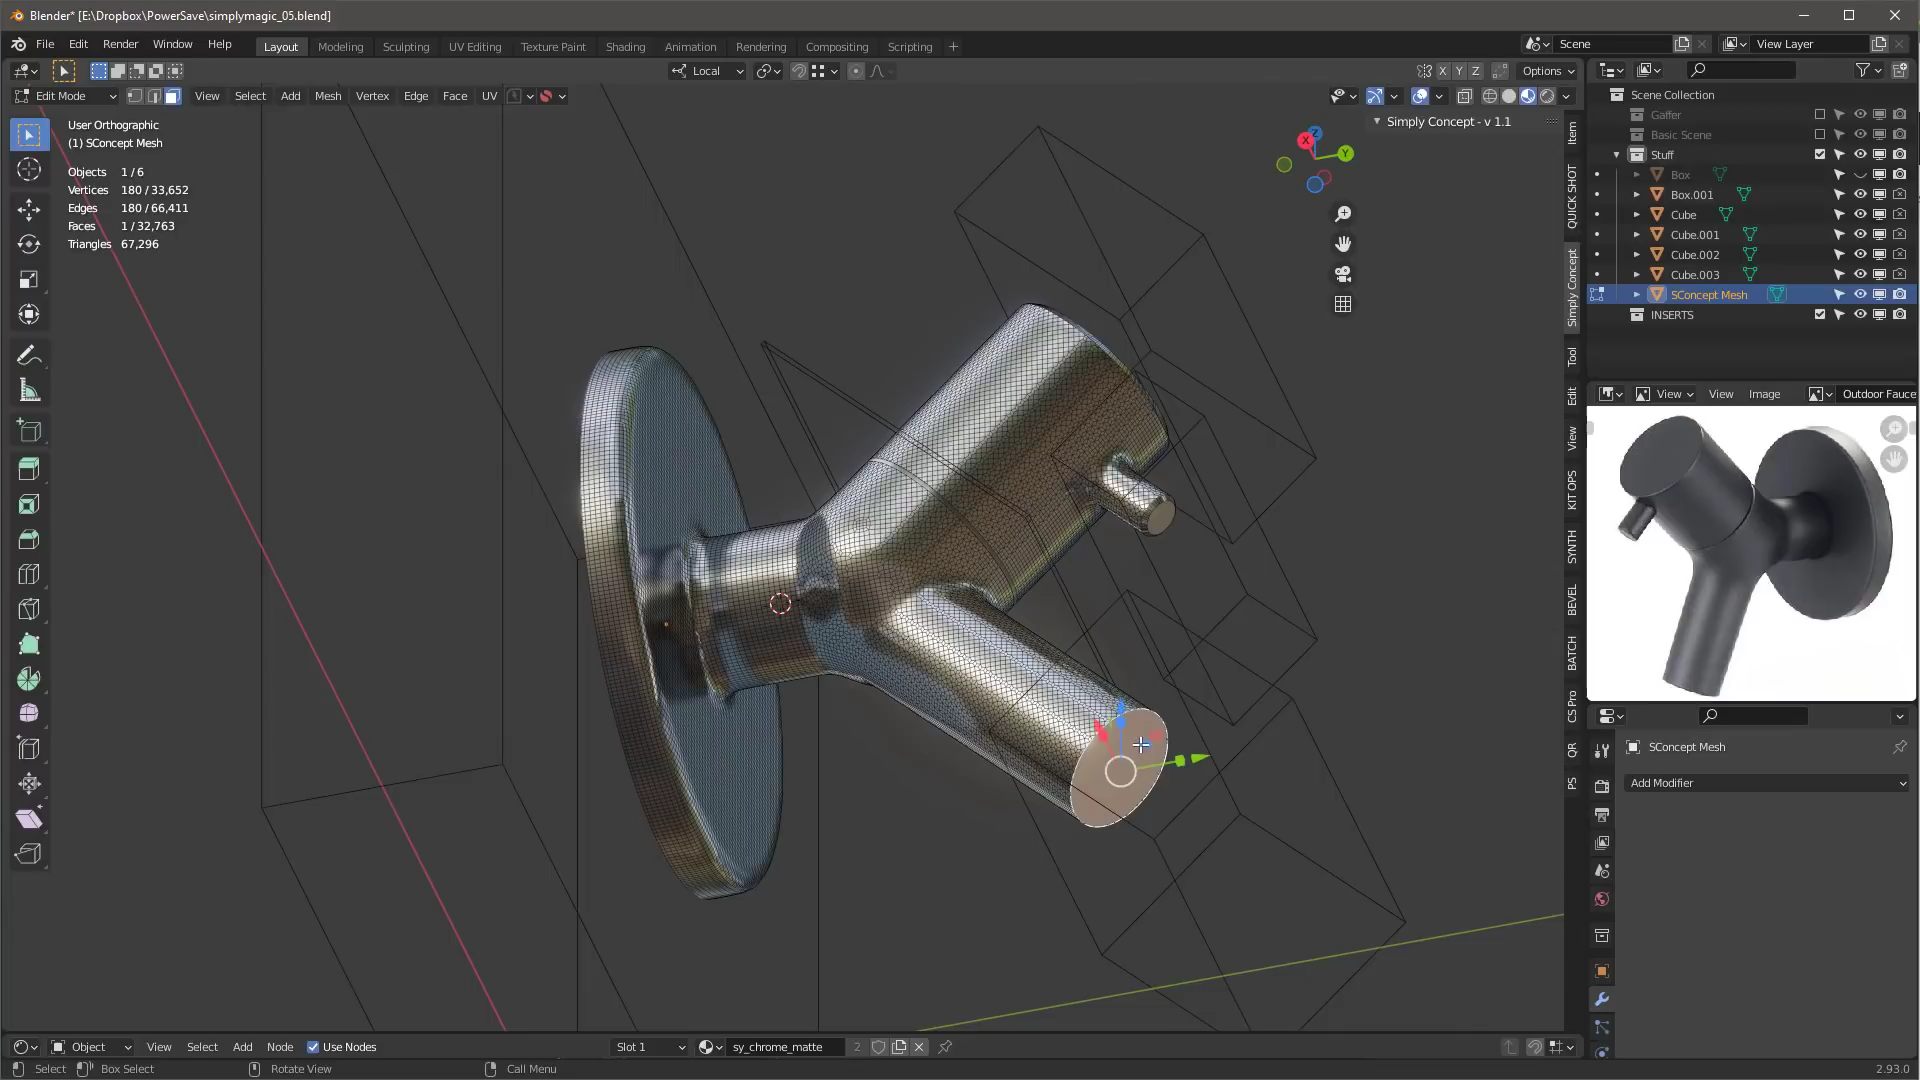 Blender* [E:\Dropbox\PowerSave\simplymagic_05.blend]
File Edit Render Window Help
Layout Modeling Sculpting UV Editing Texture Paint Shading Animation Rendering Compositing Scripting +
Scene
View Layer
Local
X Y Z
Options
Edit Mode
View Select Add Mesh Vertex Edge Face UV
User Orthographic
(1) SConcept Mesh
Objects 1 / 6
Vertices 180 / 33,652
Edges 180 / 66,411
Faces 1 / 32,763
Triangles 67,296
Simply Concept - v 1.1
Z
X
Y
Item
QUICK SHOT
Simply Concept
Tool
Edit
View
KIT OPS
SYNTH
BEVEL
BATCH
CS Pro
QR
PS
Scene Collection
Gaffer
Basic Scene
Stuff
Box
Box.001
Cube
Cube.001
Cube.002
Cube.003
SConcept Mesh
INSERTS
View View Image Outdoor Fauce
SConcept Mesh
Add Modifier
Object View Select Add Node Use Nodes
Slot 1
sy_chrome_matte
2
Select Box Select Rotate View Call Menu
2.93.0